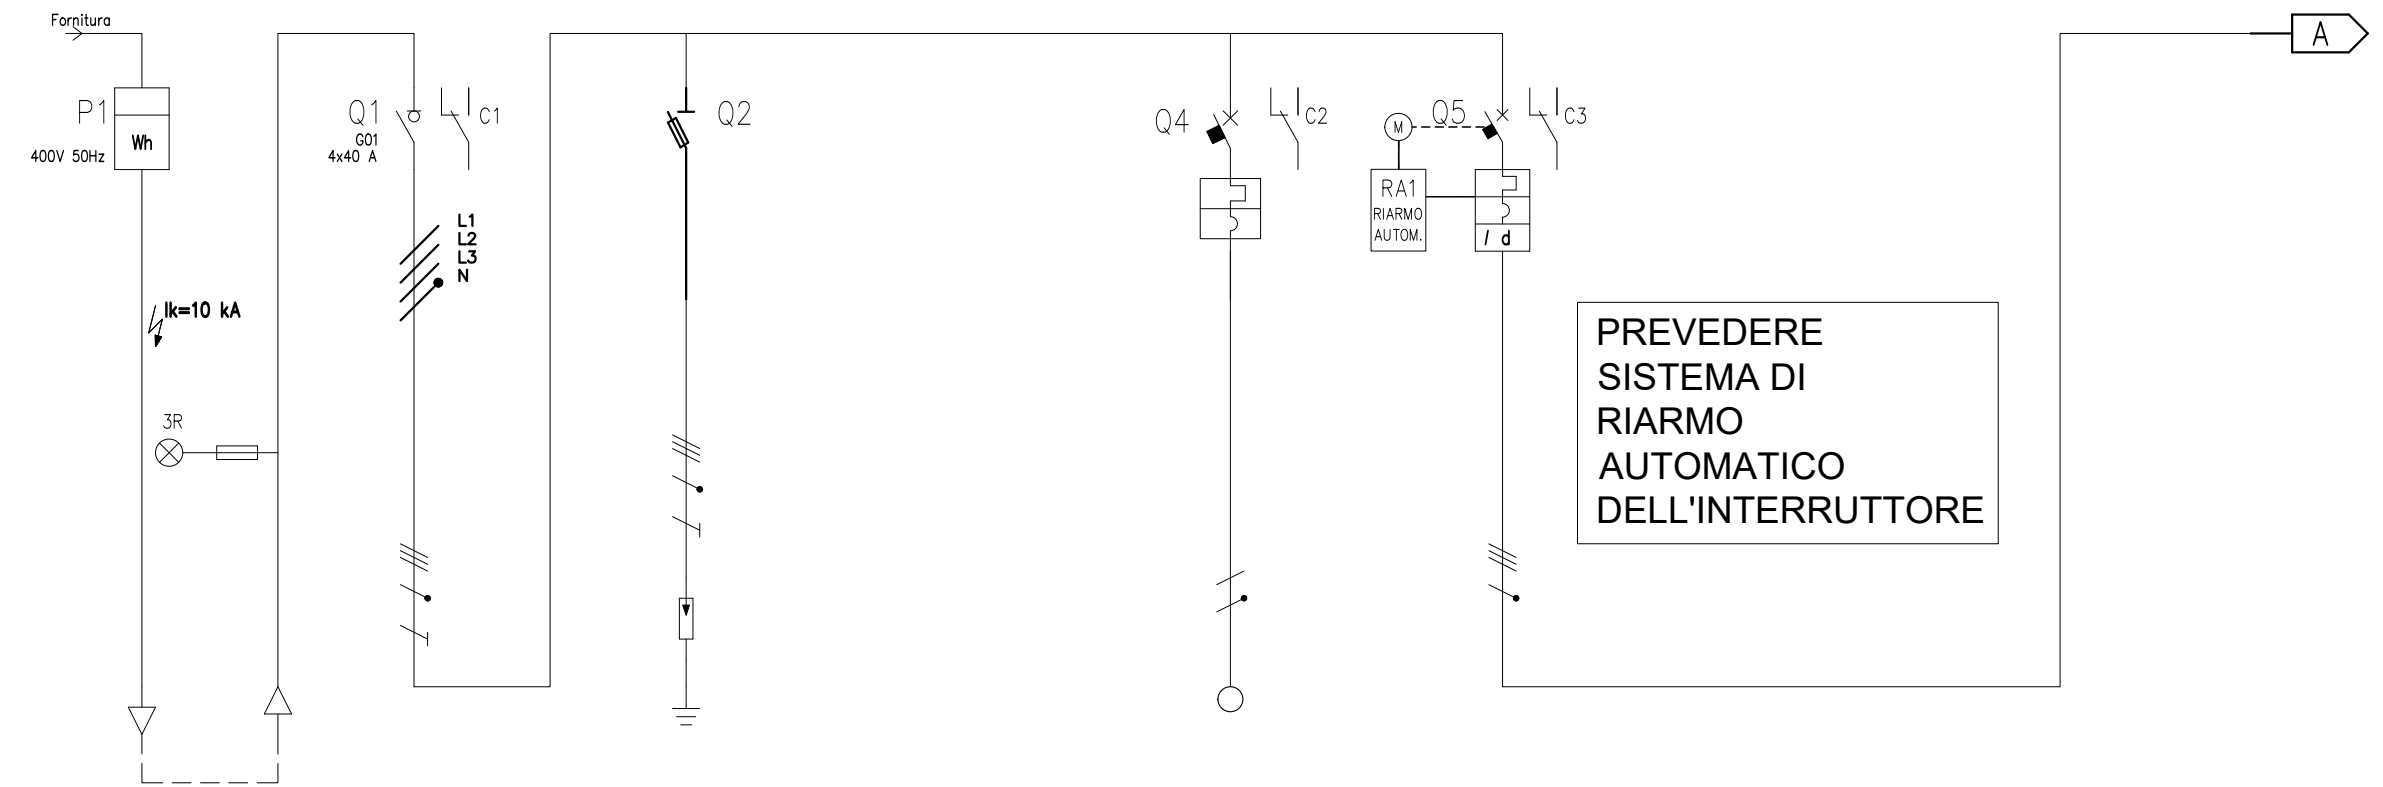 Fornitura
A
P1
Wh
400V 50Hz
Q1
G01
4x40 A
C1
Q2
Q4
C2
Q5
C3
M
RA1
RIARMO
AUTOM.
I d
L1
L2
L3
N
Ik=10 kA
3R
PREVEDERE
SISTEMA DI
RIARMO
AUTOMATICO
DELL'INTERRUTTORE